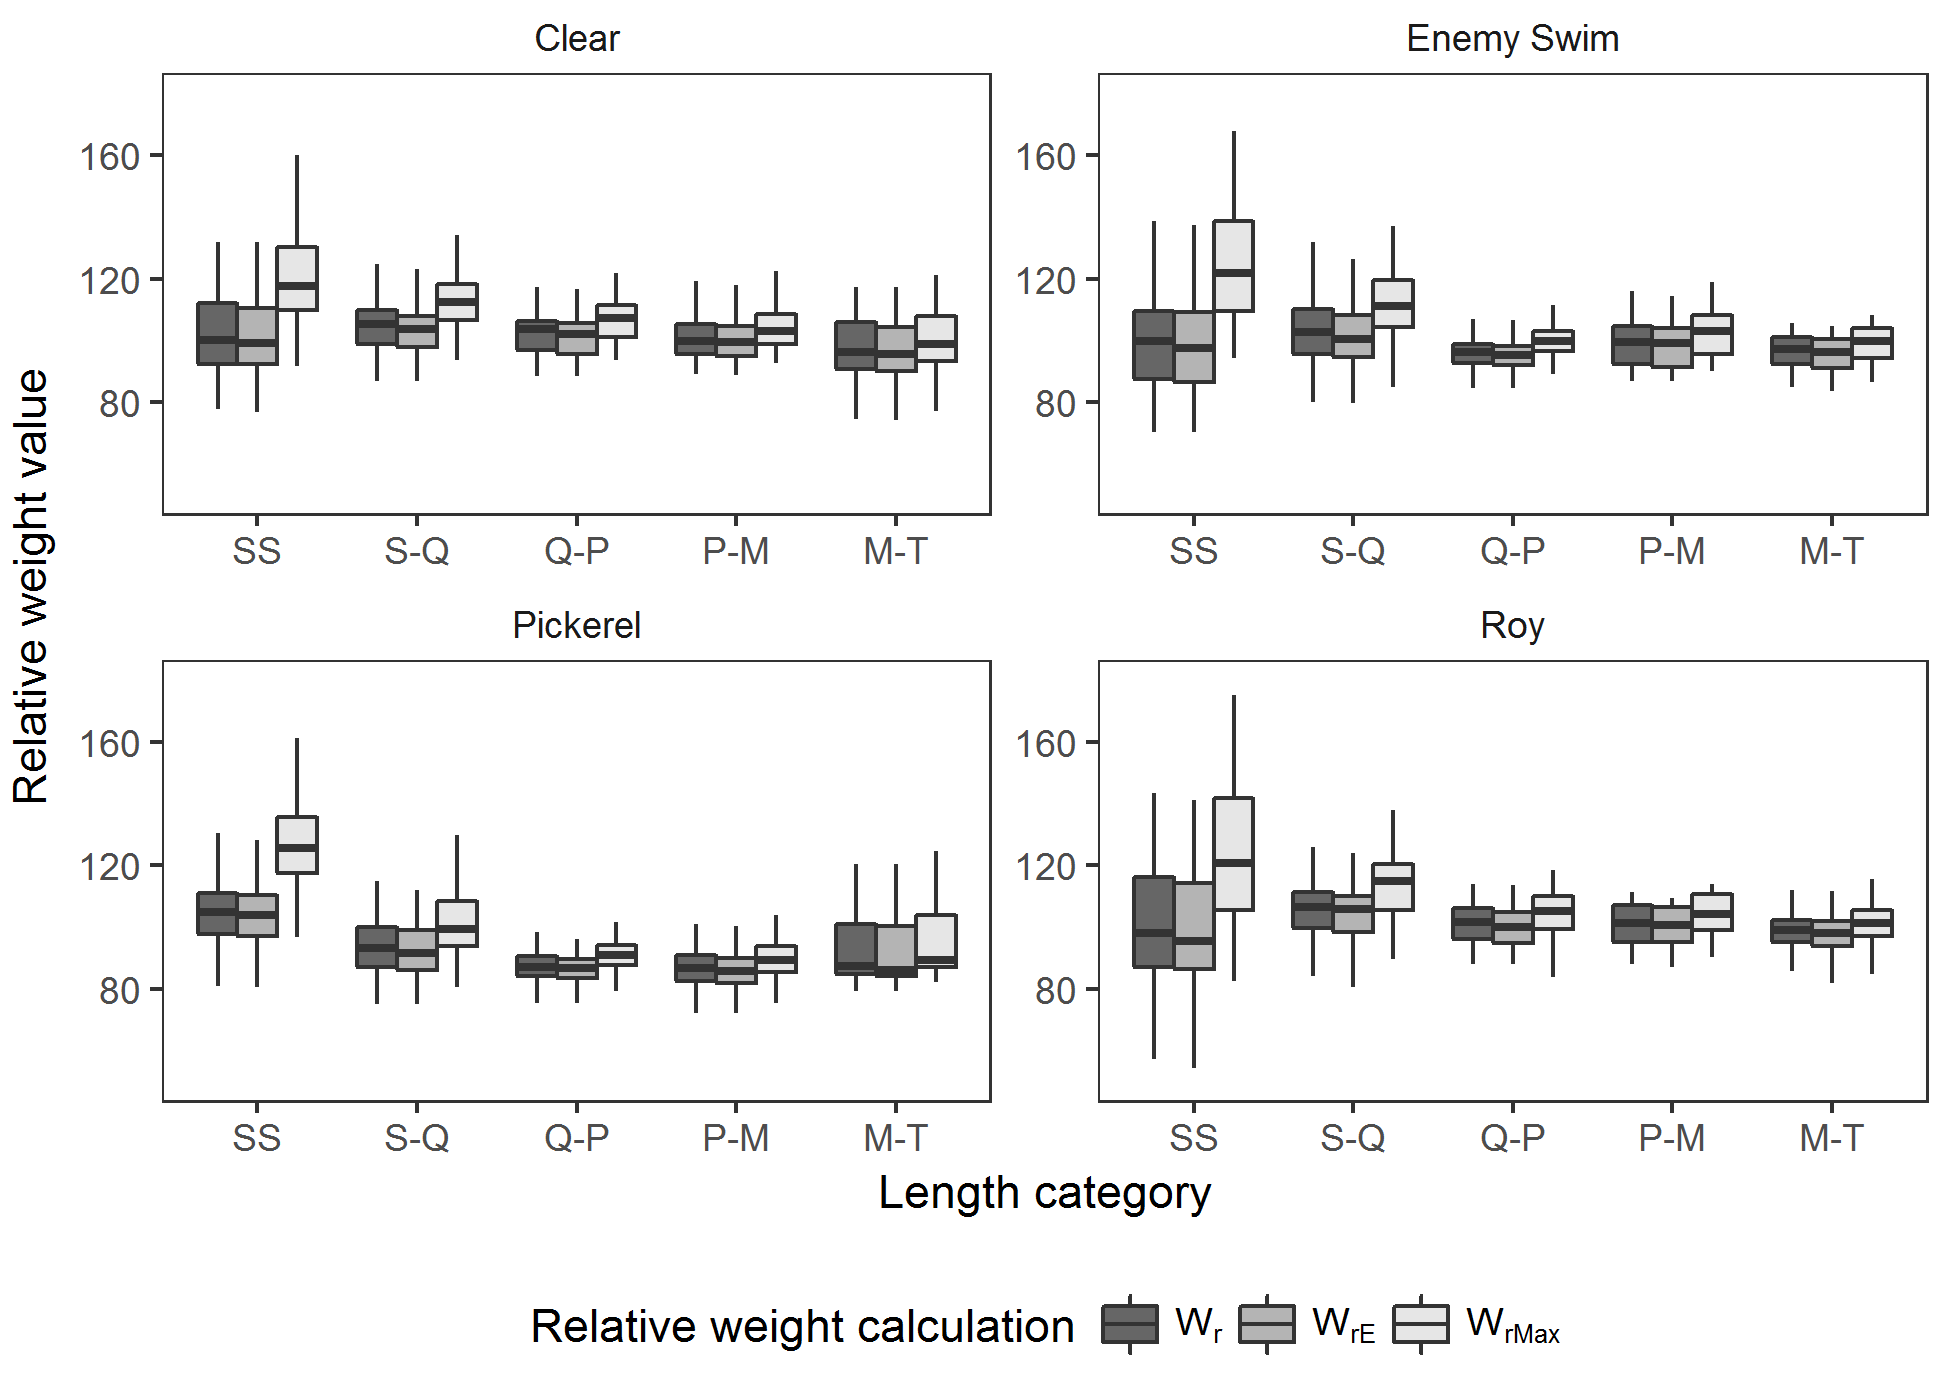 Clear
Enemy Swim
160
120
80
SS S-Q Q-P P-M M-T
160
120
80
SS S-Q Q-P P-M M-T
Relative weight value
Pickerel
Roy
160
120
80
SS S-Q Q-P P-M M-T
160
120
80
SS S-Q Q-P P-M M-T
Length category
Relative weight calculation Wr WrE WrMax